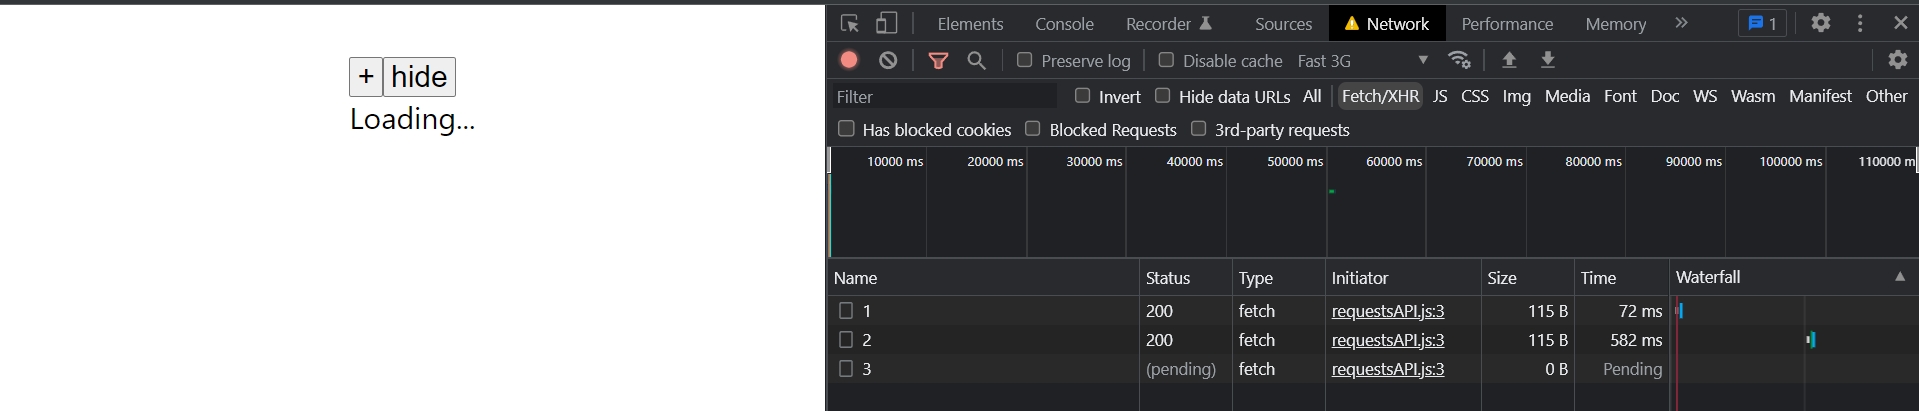 + hide
Loading...
Elements Console Recorder Sources Network Performance Memory » 1
Preserve log Disable cache Fast 3G
Filter Invert Hide data URLs All Fetch/XHR JS CSS Img Media Font Doc WS Wasm Manifest Other
Has blocked cookies Blocked Requests 3rd-party requests
10000 ms 20000 ms 30000 ms 40000 ms 50000 ms 60000 ms 70000 ms 80000 ms 90000 ms 100000 ms 110000 m
Name Status Type Initiator Size Time Waterfall
1 200 fetch requestsAPI.js:3 115 B 72 ms
2 200 fetch requestsAPI.js:3 115 B 582 ms
3 (pending) fetch requestsAPI.js:3 0 B Pending